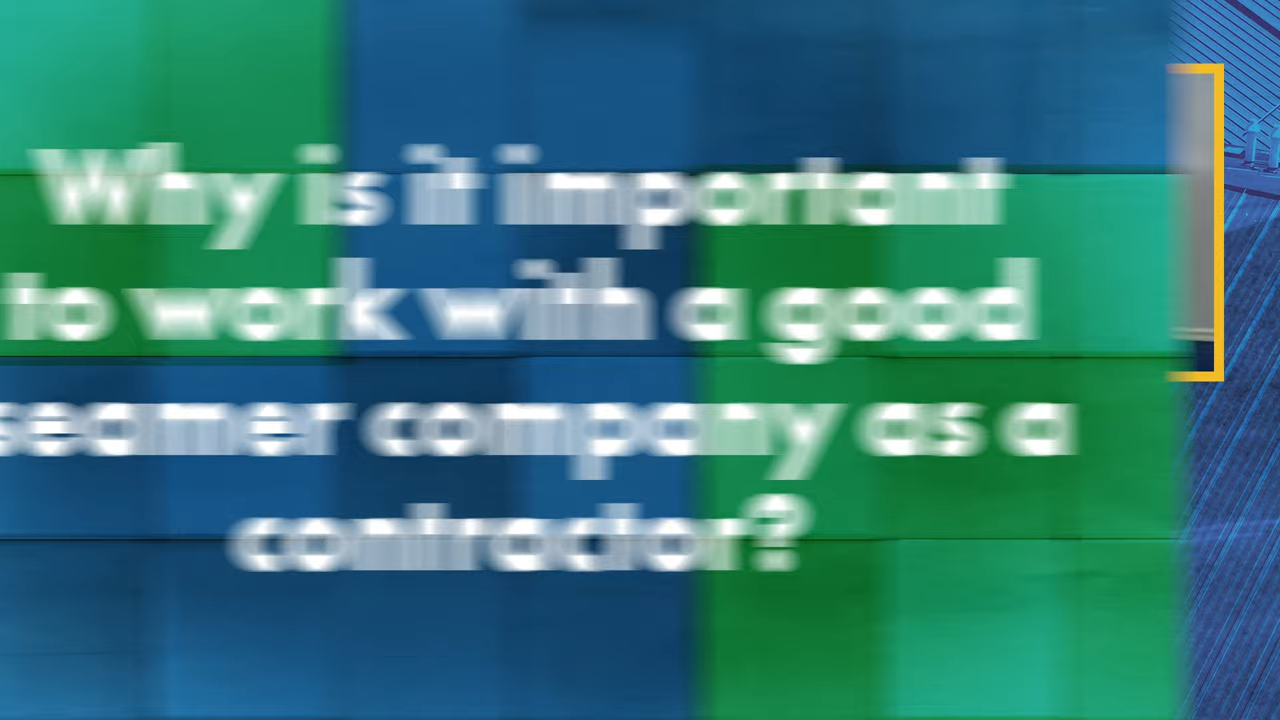 Why is it important
to work with a good
seamer company as a
contractor?